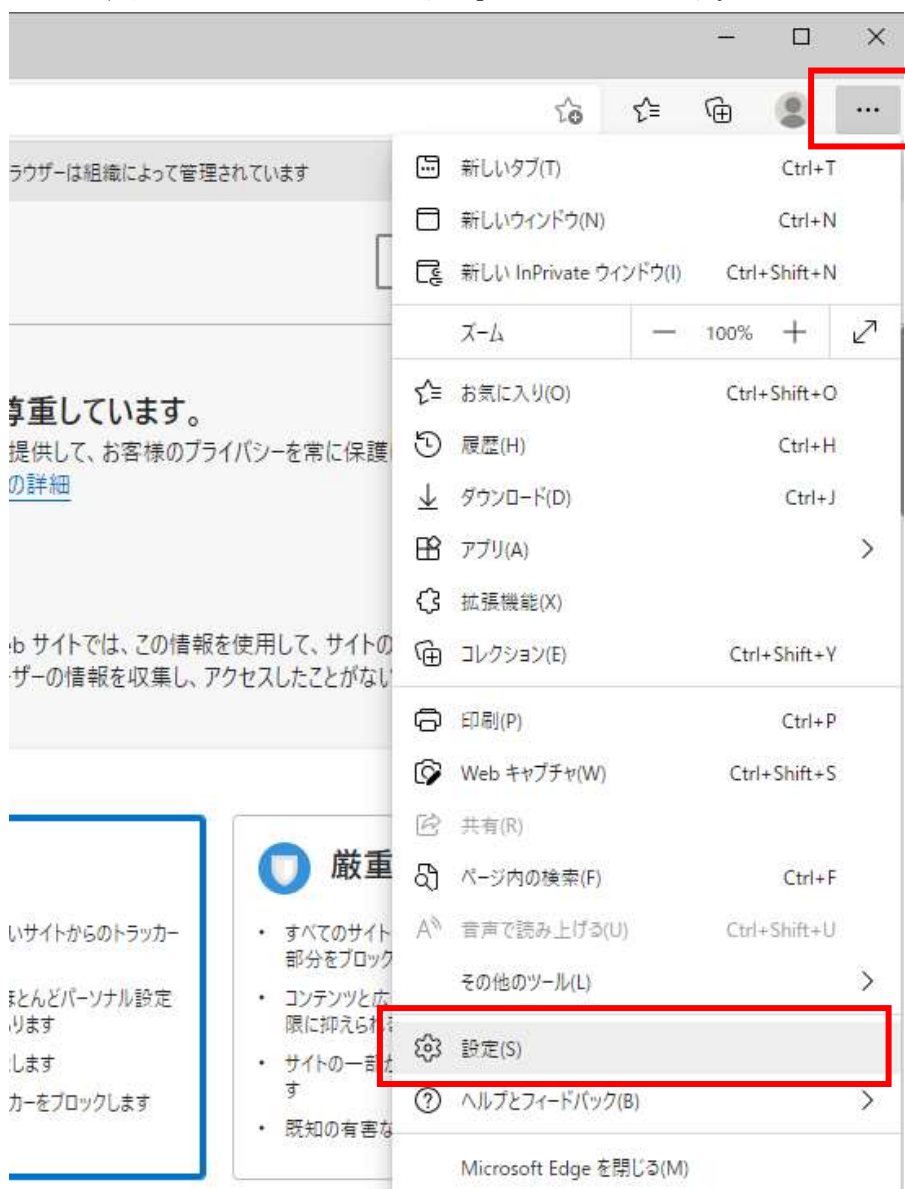 ラウザーは組織によって管理されています
新しいタブ(T) Ctrl+T
新しいウィンドウ(N) Ctrl+N
新しい InPrivate ウィンドウ(I) Ctrl+Shift+N
ズーム 100%
お気に入り(O) Ctrl+Shift+O
履歴(H) Ctrl+H
ダウンロード(D) Ctrl+J
アプリ(A)
拡張機能(X)
コレクション(E) Ctrl+Shift+Y
印刷(P) Ctrl+P
Web キャプチャ(W) Ctrl+Shift+S
共有(R)
ページ内の検索(F) Ctrl+F
音声で読み上げる(U) Ctrl+Shift+U
その他のツール(L)
設定(S)
ヘルプとフィードバック(B)
Microsoft Edge を閉じる(M)
尊重しています。
提供して、お客様のプライバシーを常に保護
の詳細
eb サイトでは、この情報を使用して、サイトの
ーザーの情報を収集し、アクセスしたことがない
いサイトからのトラッカー
ほとんどパーソナル設定
ります
します
カーをブロックします
厳重
• すべてのサイト
部分をブロック
• コンテンツと広
限に抑えられ
• サイトの一部が
す
• 既知の有害な